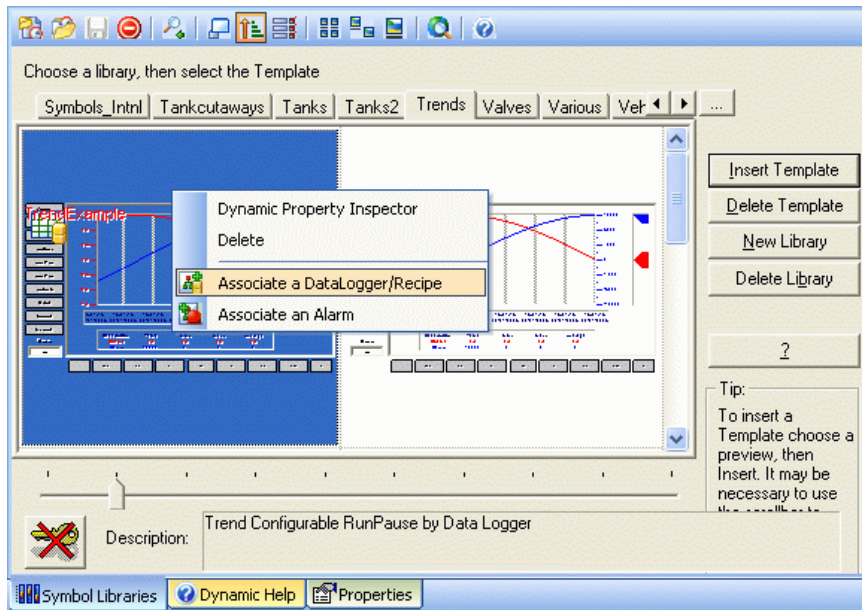 Choose a library, then select the Template
Symbols_Intnl Tankcutaways Tanks Tanks2 Trends Valves Various Veh ...
TrendExample
Dynamic Property Inspector
Delete
Associate a DataLogger/Recipe
Associate an Alarm
Insert Template
Delete Template
New Library
Delete Library
?
Tip:
To insert a
Template choose a
preview, then
Insert. It may be
necessary to use
Description:
Trend Configurable RunPause by Data Logger
Symbol Libraries Dynamic Help Properties